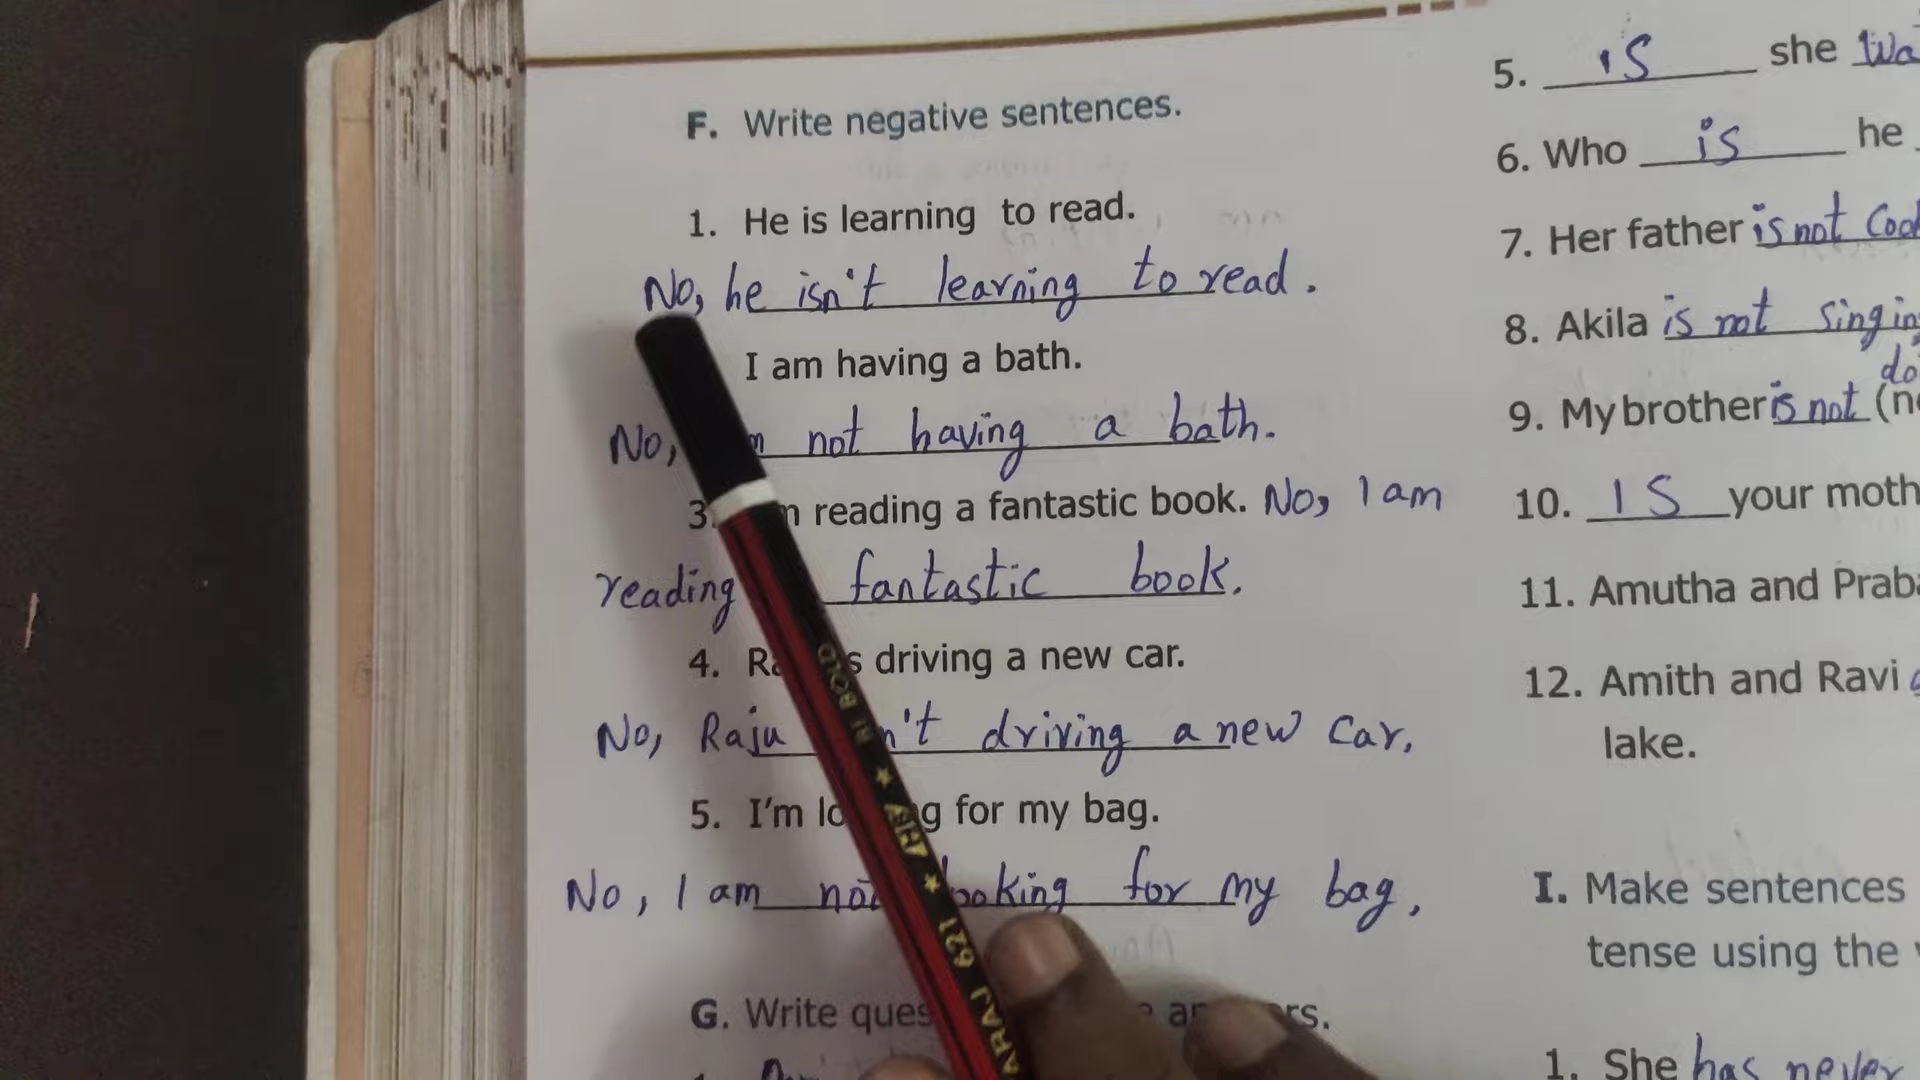 F. Write negative sentences.
1. He is learning to read.
No, he isn't learning to read.
I am having a bath.
No, not having a bath.
3. reading a fantastic book. No, I am
reading fantastic book.
4. driving a new car.
No, Raju driving a new car.
5. I'm for my bag.
No, I am for my bag.
G. Write
5. is she
6. Who is he
7. Her father is not
8. Akila is not
9. My brother is not
10. IS your
11. Amutha and
12. Amith and Ravi
lake.
I. Make sentences
tense using the
1. She has never
ARAJ 621 ★ ★ BOLD